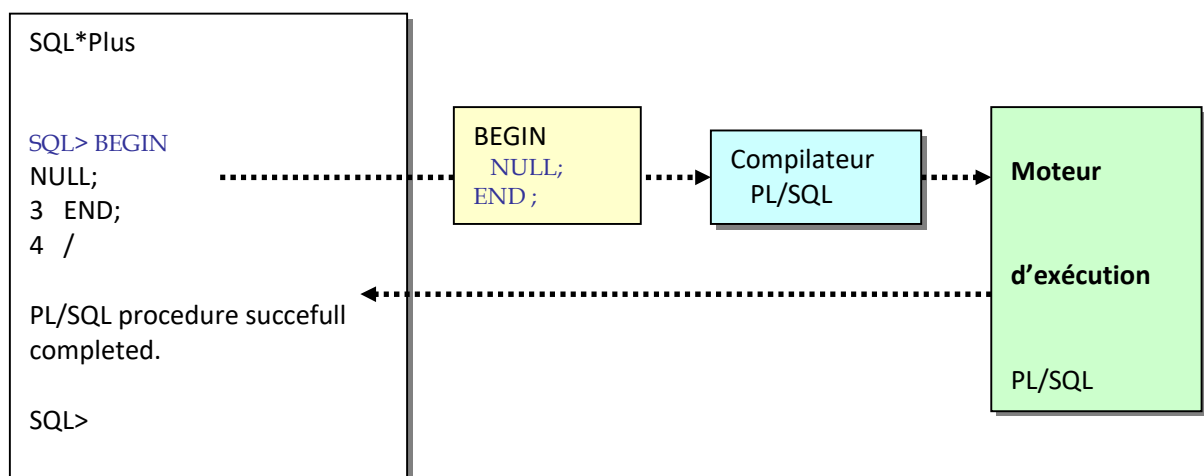 SQL*Plus
SQL> BEGIN
NULL;
3 END;
4 /
PL/SQL procedure succefull
completed.
SQL>
BEGIN
NULL;
END ;
Compilateur
PL/SQL
Moteur
d’exécution
PL/SQL